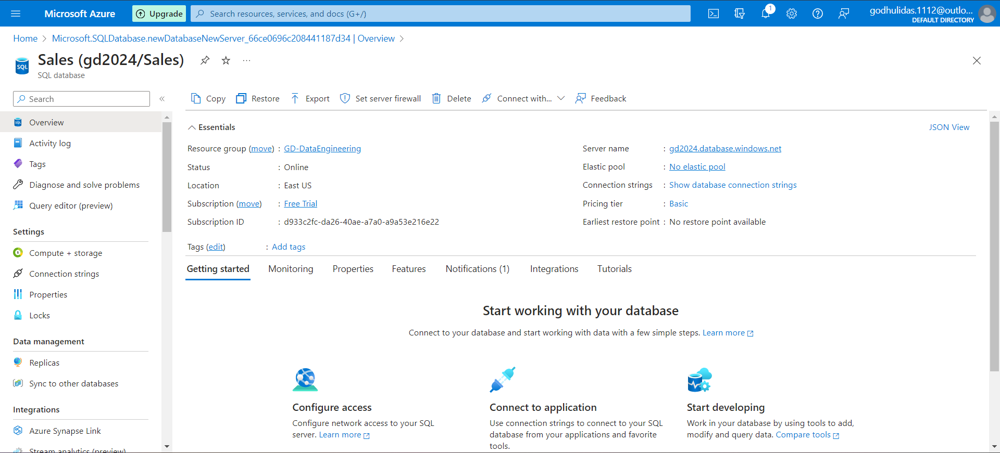 Microsoft Azure
Upgrade
Search resources, services, and docs (G+/)
1
godhulidas.1112@outlo...
DEFAULT DIRECTORY
Home > Microsoft.SQLDatabase.newDatabaseNewServer_66ce0696c208441187d34 | Overview >
SQL
Sales (gd2024/Sales)
...
SQL database
Search
«
Copy
Restore
Export
Set server firewall
Delete
Connect with...
Feedback
Overview
Activity log
Tags
Diagnose and solve problems
Query editor (preview)
Settings
Compute + storage
Connection strings
Properties
Locks
Data management
Replicas
Sync to other databases
Integrations
Azure Synapse Link
Stream analytics (preview)
Essentials
JSON View
Resource group (move) : GD-DataEngineering
Status : Online
Location : East US
Subscription (move) : Free Trial
Subscription ID : d933c2fc-da26-40ae-a7a0-a9a53e216e22
Server name : gd2024.database.windows.net
Elastic pool : No elastic pool
Connection strings : Show database connection strings
Pricing tier : Basic
Earliest restore point : No restore point available
Tags (edit) : Add tags
Getting started
Monitoring
Properties
Features
Notifications (1)
Integrations
Tutorials
Start working with your database
Connect to your database and start working with data with a few simple steps. Learn more
Configure access
Configure network access to your SQL
server. Learn more
Connect to application
Use connection strings to connect to your SQL
database from your applications and favorite
tools.
Start developing
Work in your database by using tools to add,
modify and query data. Compare tools